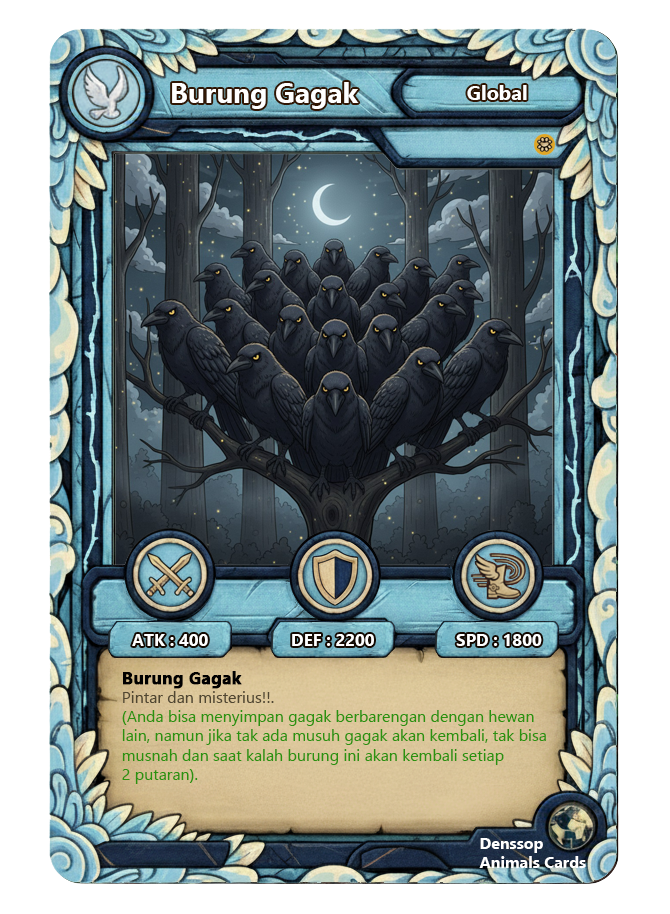 Burung Gagak
Global
ATK : 400
DEF : 2200
SPD : 1800
Burung Gagak
Pintar dan misterius!!.
(Anda bisa menyimpan gagak berbarengan dengan hewan
lain, namun jika tak ada musuh gagak akan kembali, tak bisa
musnah dan saat kalah burung ini akan kembali setiap
2 putaran).
Denssop
Animals Cards